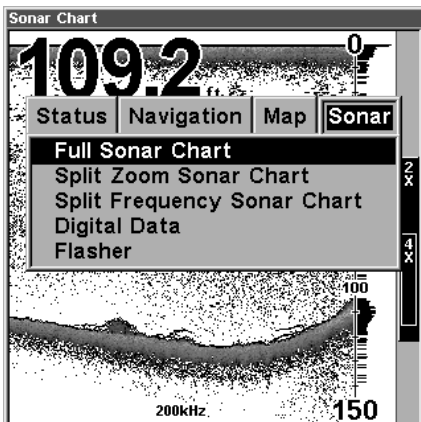 Sonar Chart
109.2 ft. 0
Status Navigation Map Sonar
Full Sonar Chart
Split Zoom Sonar Chart
Split Frequency Sonar Chart
Digital Data
Flasher
2X
4X
100
200kHz 150